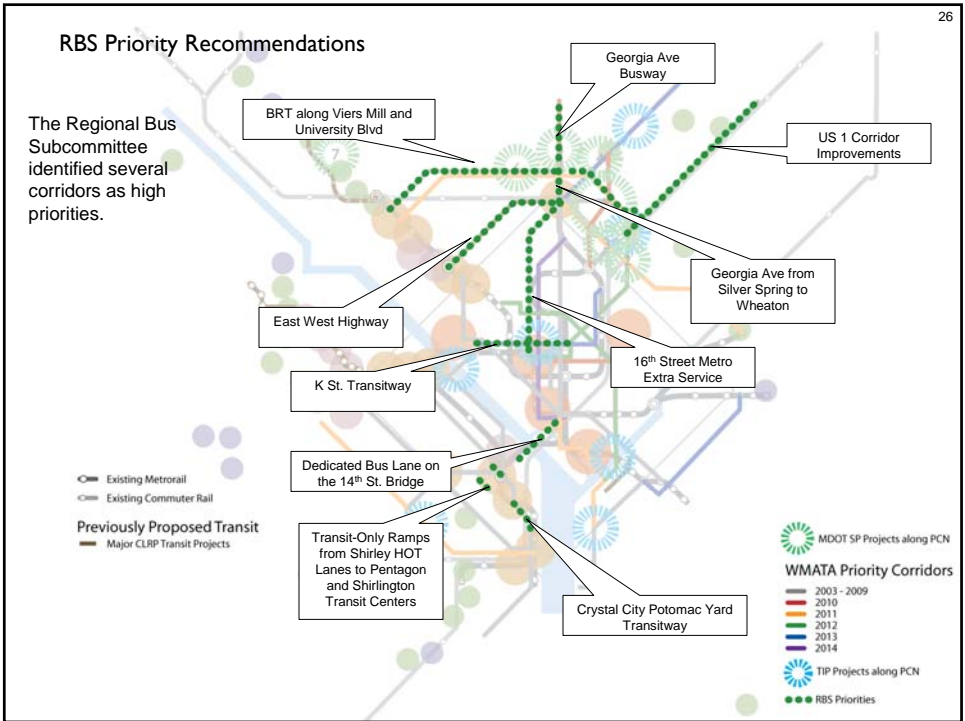 26
RBS Priority Recommendations
The Regional Bus
Subcommittee
identified several
corridors as high
priorities.
Georgia Ave
Busway
BRT along Viers Mill and
University Blvd
US 1 Corridor
Improvements
7
Georgia Ave from
Silver Spring to
Wheaton
East West Highway
16th Street Metro
Extra Service
K St. Transitway
Dedicated Bus Lane on
the 14th St. Bridge
Transit-Only Ramps
from Shirley HOT
Lanes to Pentagon
and Shirlington
Transit Centers
Crystal City Potomac Yard
Transitway
Existing Metrorail
Existing Commuter Rail
Previously Proposed Transit
Major CLRP Transit Projects
MDOT SP Projects along PCN
WMATA Priority Corridors
2003 - 2009
2010
2011
2012
2013
2014
TIP Projects along PCN
RBS Priorities